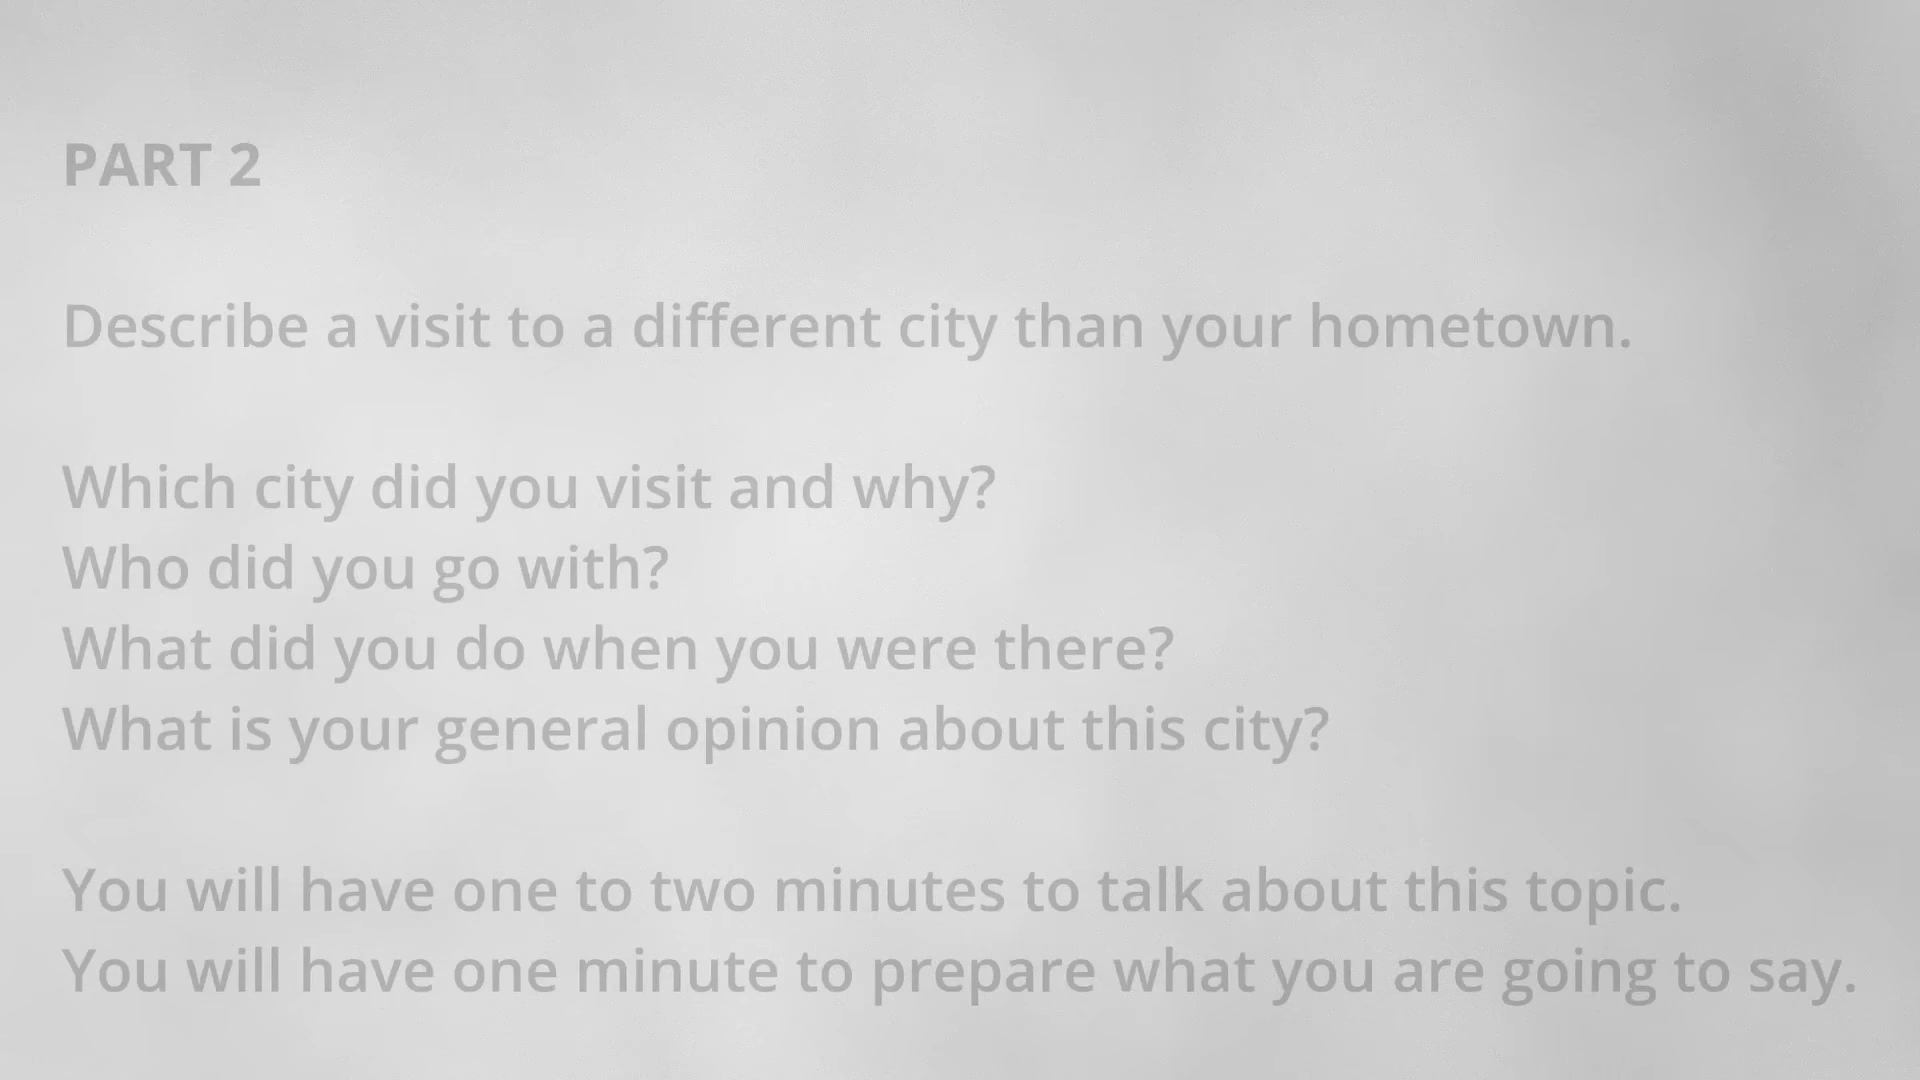 PART 2
Describe a visit to a different city than your hometown.
Which city did you visit and why?
Who did you go with?
What did you do when you were there?
What is your general opinion about this city?
You will have one to two minutes to talk about this topic.
You will have one minute to prepare what you are going to say.